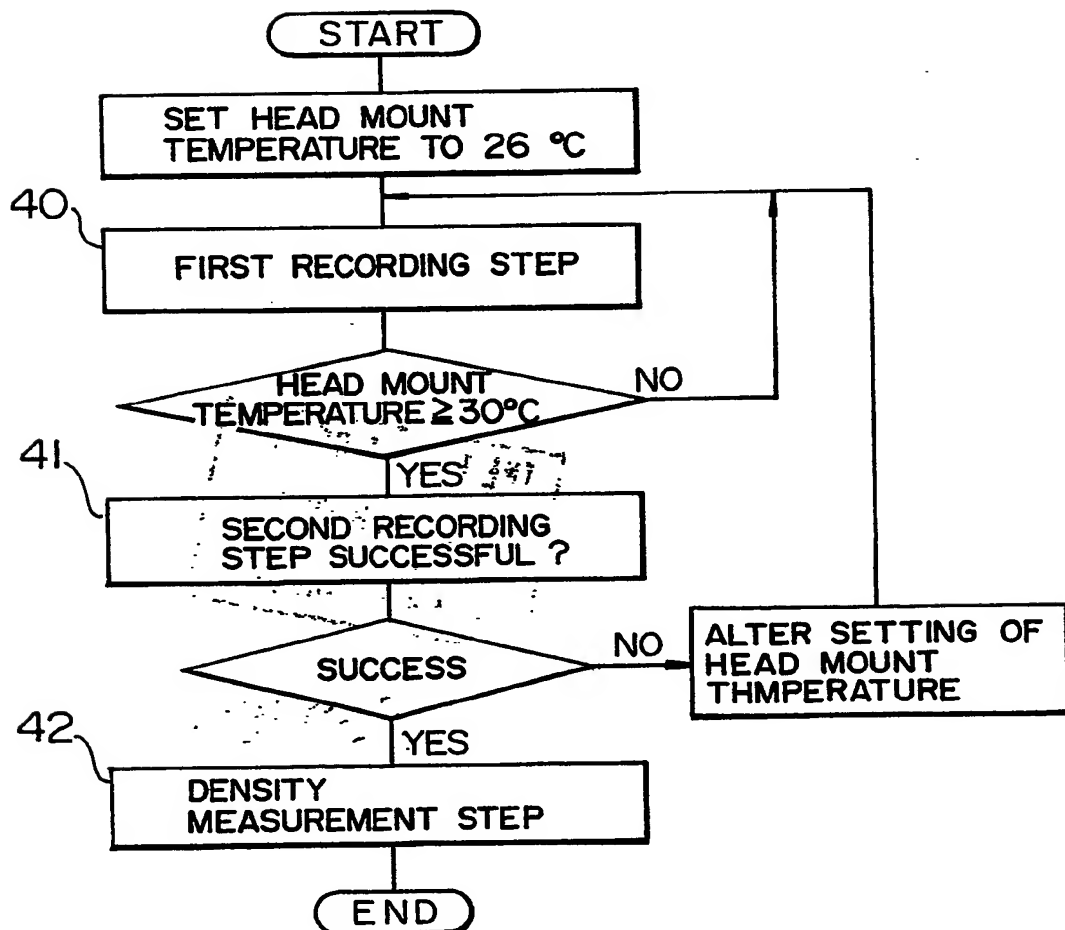 START
SET HEAD MOUNT
TEMPERATURE TO 26 °C
40
FIRST RECORDING STEP
HEAD MOUNT
TEMPERATURE ≧ 30°C
NO
YES
41
SECOND RECORDING
STEP SUCCESSFUL ?
SUCCESS
NO
ALTER SETTING OF
HEAD MOUNT
THMPERATURE
YES
42
DENSITY
MEASUREMENT STEP
END